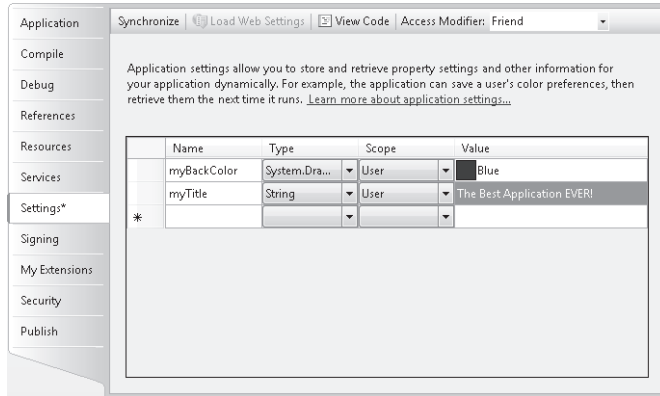 Application
Compile
Debug
References
Resources
Services
Settings*
Signing
My Extensions
Security
Publish
Synchronize Load Web Settings View Code Access Modifier: Friend
Application settings allow you to store and retrieve property settings and other information for
your application dynamically. For example, the application can save a user's color preferences, then
retrieve them the next time it runs. Learn more about application settings...
Name Type Scope Value
myBackColor System.Dra... User Blue
myTitle String User The Best Application EVER!
*